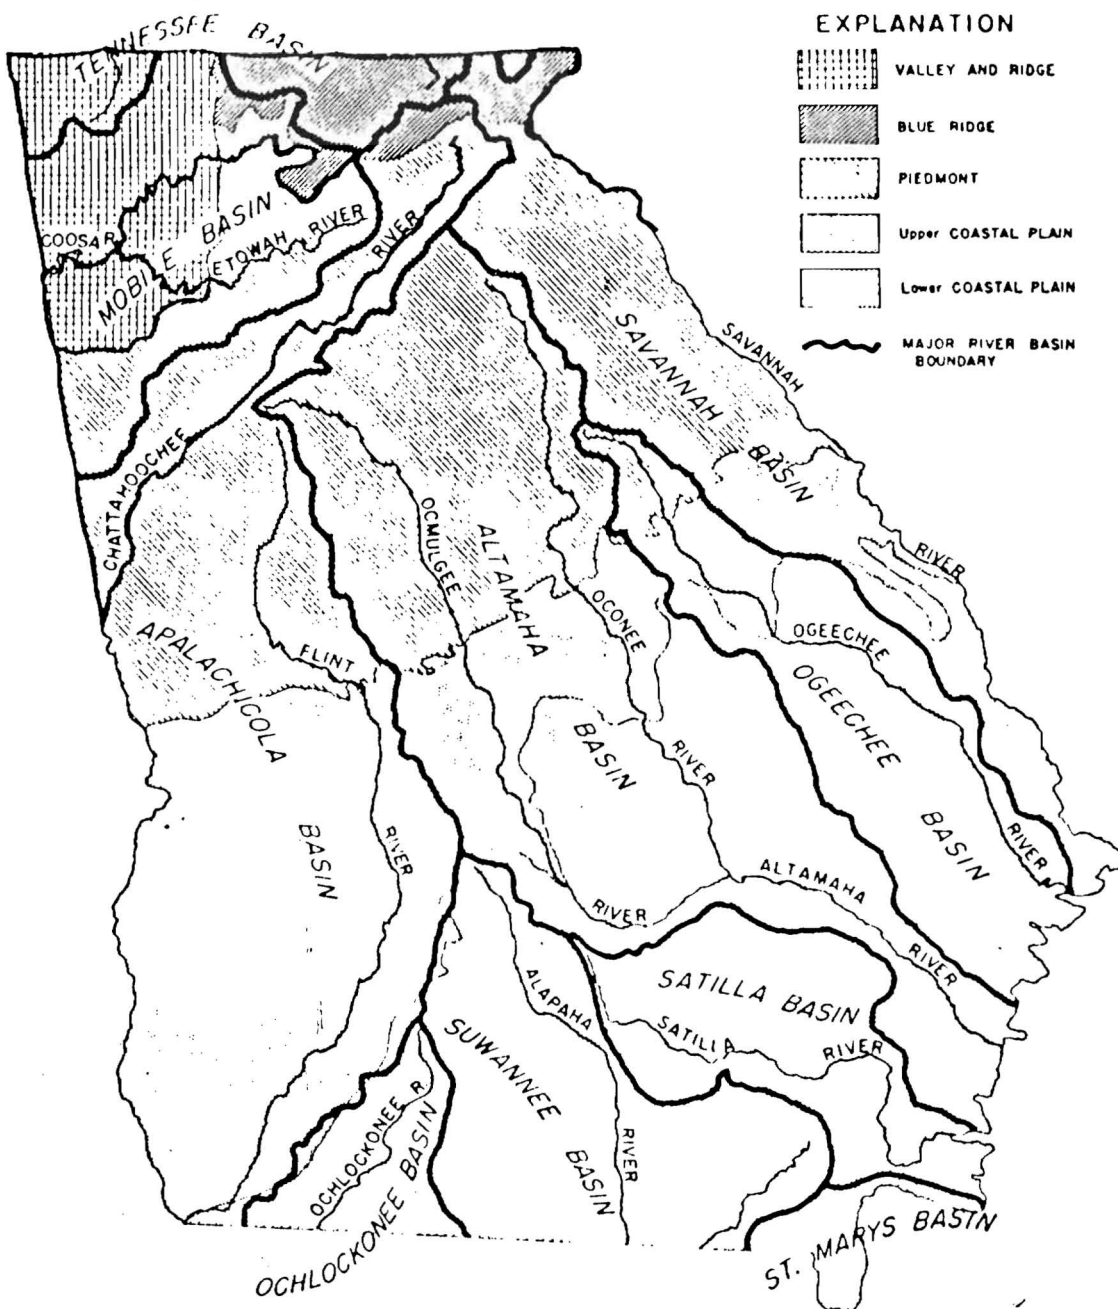 TENNESSEE BASIN
TENNESSEE BASIN
EXPLANATION
VALLEY AND RIDGE
BLUE RIDGE
PIEDMONT
Upper COASTAL PLAIN
Lower COASTAL PLAIN
MAJOR RIVER BASIN
BOUNDARY
COOSA R
MOBILE BASIN
ETOWAH RIVER
CHATTAHOOCHEE RIVER
SAVANNAH BASIN
SAVANNAH RIVER
OCMULGEE
ALTAMAHA BASIN
OCONEE RIVER
OGEECHEE RIVER
OGEECHEE BASIN
APALACHICOLA BASIN
FLINT RIVER
RIVER
ALTAMAHA RIVER
SATILLA BASIN
SATILLA RIVER
ALAPAHA RIVER
SUWANNEE BASIN
OCHLOCKONEE R
OCHLOCKONEE BASIN
ST. MARYS BASIN